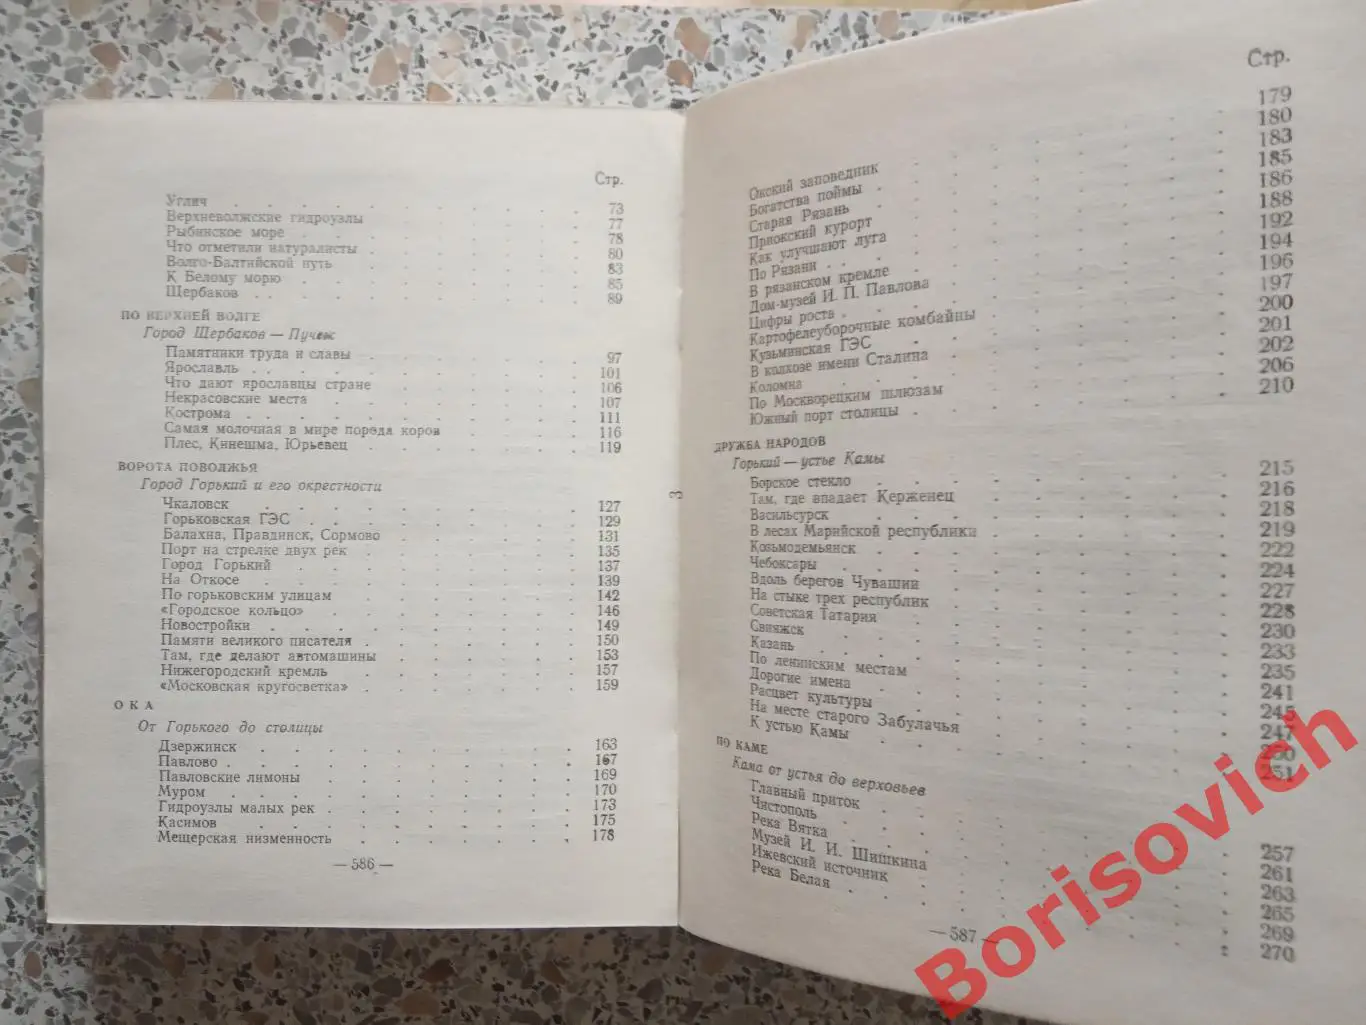 Стр.
Углич . . . 73
Верхневолжские гидроузлы . . . 77
Рыбинское море . . . 78
Что отметили натуралисты . . . 80
Волго-Балтийской путь . . . 83
К Белому морю . . . 85
Щербаков . . . 89
ПО ВЕРХНЕЙ ВОЛГЕ
Город Щербаков — Пучеж
Памятники труда и славы . . . 97
Ярославль . . . 101
Что дают ярославцы стране . . . 106
Некрасовские места . . . 107
Кострома . . . 111
Самая молочная в мире порода коров . . . 116
Плес, Кинешма, Юрьевец . . . 119
ВОРОТА ПОВОЛЖЬЯ
Город Горький и его окрестности
Чкаловск . . . 127
Горьковская ГЭС . . . 129
Балахна, Правдинск, Сормово . . . 131
Порт на стрелке двух рек . . . 135
Город Горький . . . 137
На Откосе . . . 139
По горьковским улицам . . . 142
«Городское кольцо» . . . 146
Новостройки . . . 149
Памяти великого писателя . . . 150
Там, где делают автомашины . . . 153
Нижегородский кремль . . . 157
«Московская кругосветка» . . . 159
ОКА
От Горького до столицы
Дзержинск . . . 163
Павлово . . . 167
Павловские лимоны . . . 169
Муром . . . 170
Гидроузлы малых рек . . . 173
Касимов . . . 175
Мещерская низменность . . . 178
— 586 —
3
Стр.
Окский заповедник . . . 179
Богатства поймы . . . 180
Старая Рязань . . . 183
Приокский курорт . . . 185
Как улучшают луга . . . 186
По Рязани . . . 188
В рязанском кремле . . . 192
Дом-музей И. П. Павлова . . . 194
Цифры роста . . . 196
Картофелеуборочные комбайны . . . 197
Кузьминская ГЭС . . . 200
В колхозе имени Сталина . . . 201
Коломна . . . 202
По Москворецким шлюзам . . . 206
Южный порт столицы . . . 210
ДРУЖБА НАРОДОВ
Горький — устье Камы
Борское стекло . . . 215
Там, где впадает Керженец . . . 216
Васильсурск . . . 218
В лесах Марийской республики . . . 219
Козьмодемьянск . . . 222
Чебоксары . . . 224
Вдоль берегов Чувашии . . . 227
На стыке трех республик . . . 228
Советская Татария . . . 230
Свияжск . . . 233
Казань . . . 235
По ленинским местам . . . 241
Дорогие имена . . . 245
Расцвет культуры . . . 247
На месте старого Забулачья . . . 250
К устью Камы . . . 251
ПО КАМЕ
Кама от устья до верховьев
Главный приток . . . 257
Чистополь . . . 261
Река Вятка . . . 263
Музей И. И. Шишкина . . . 265
Ижевский источник . . . 269
Река Белая . . . 270
— 587 —
Borisovich